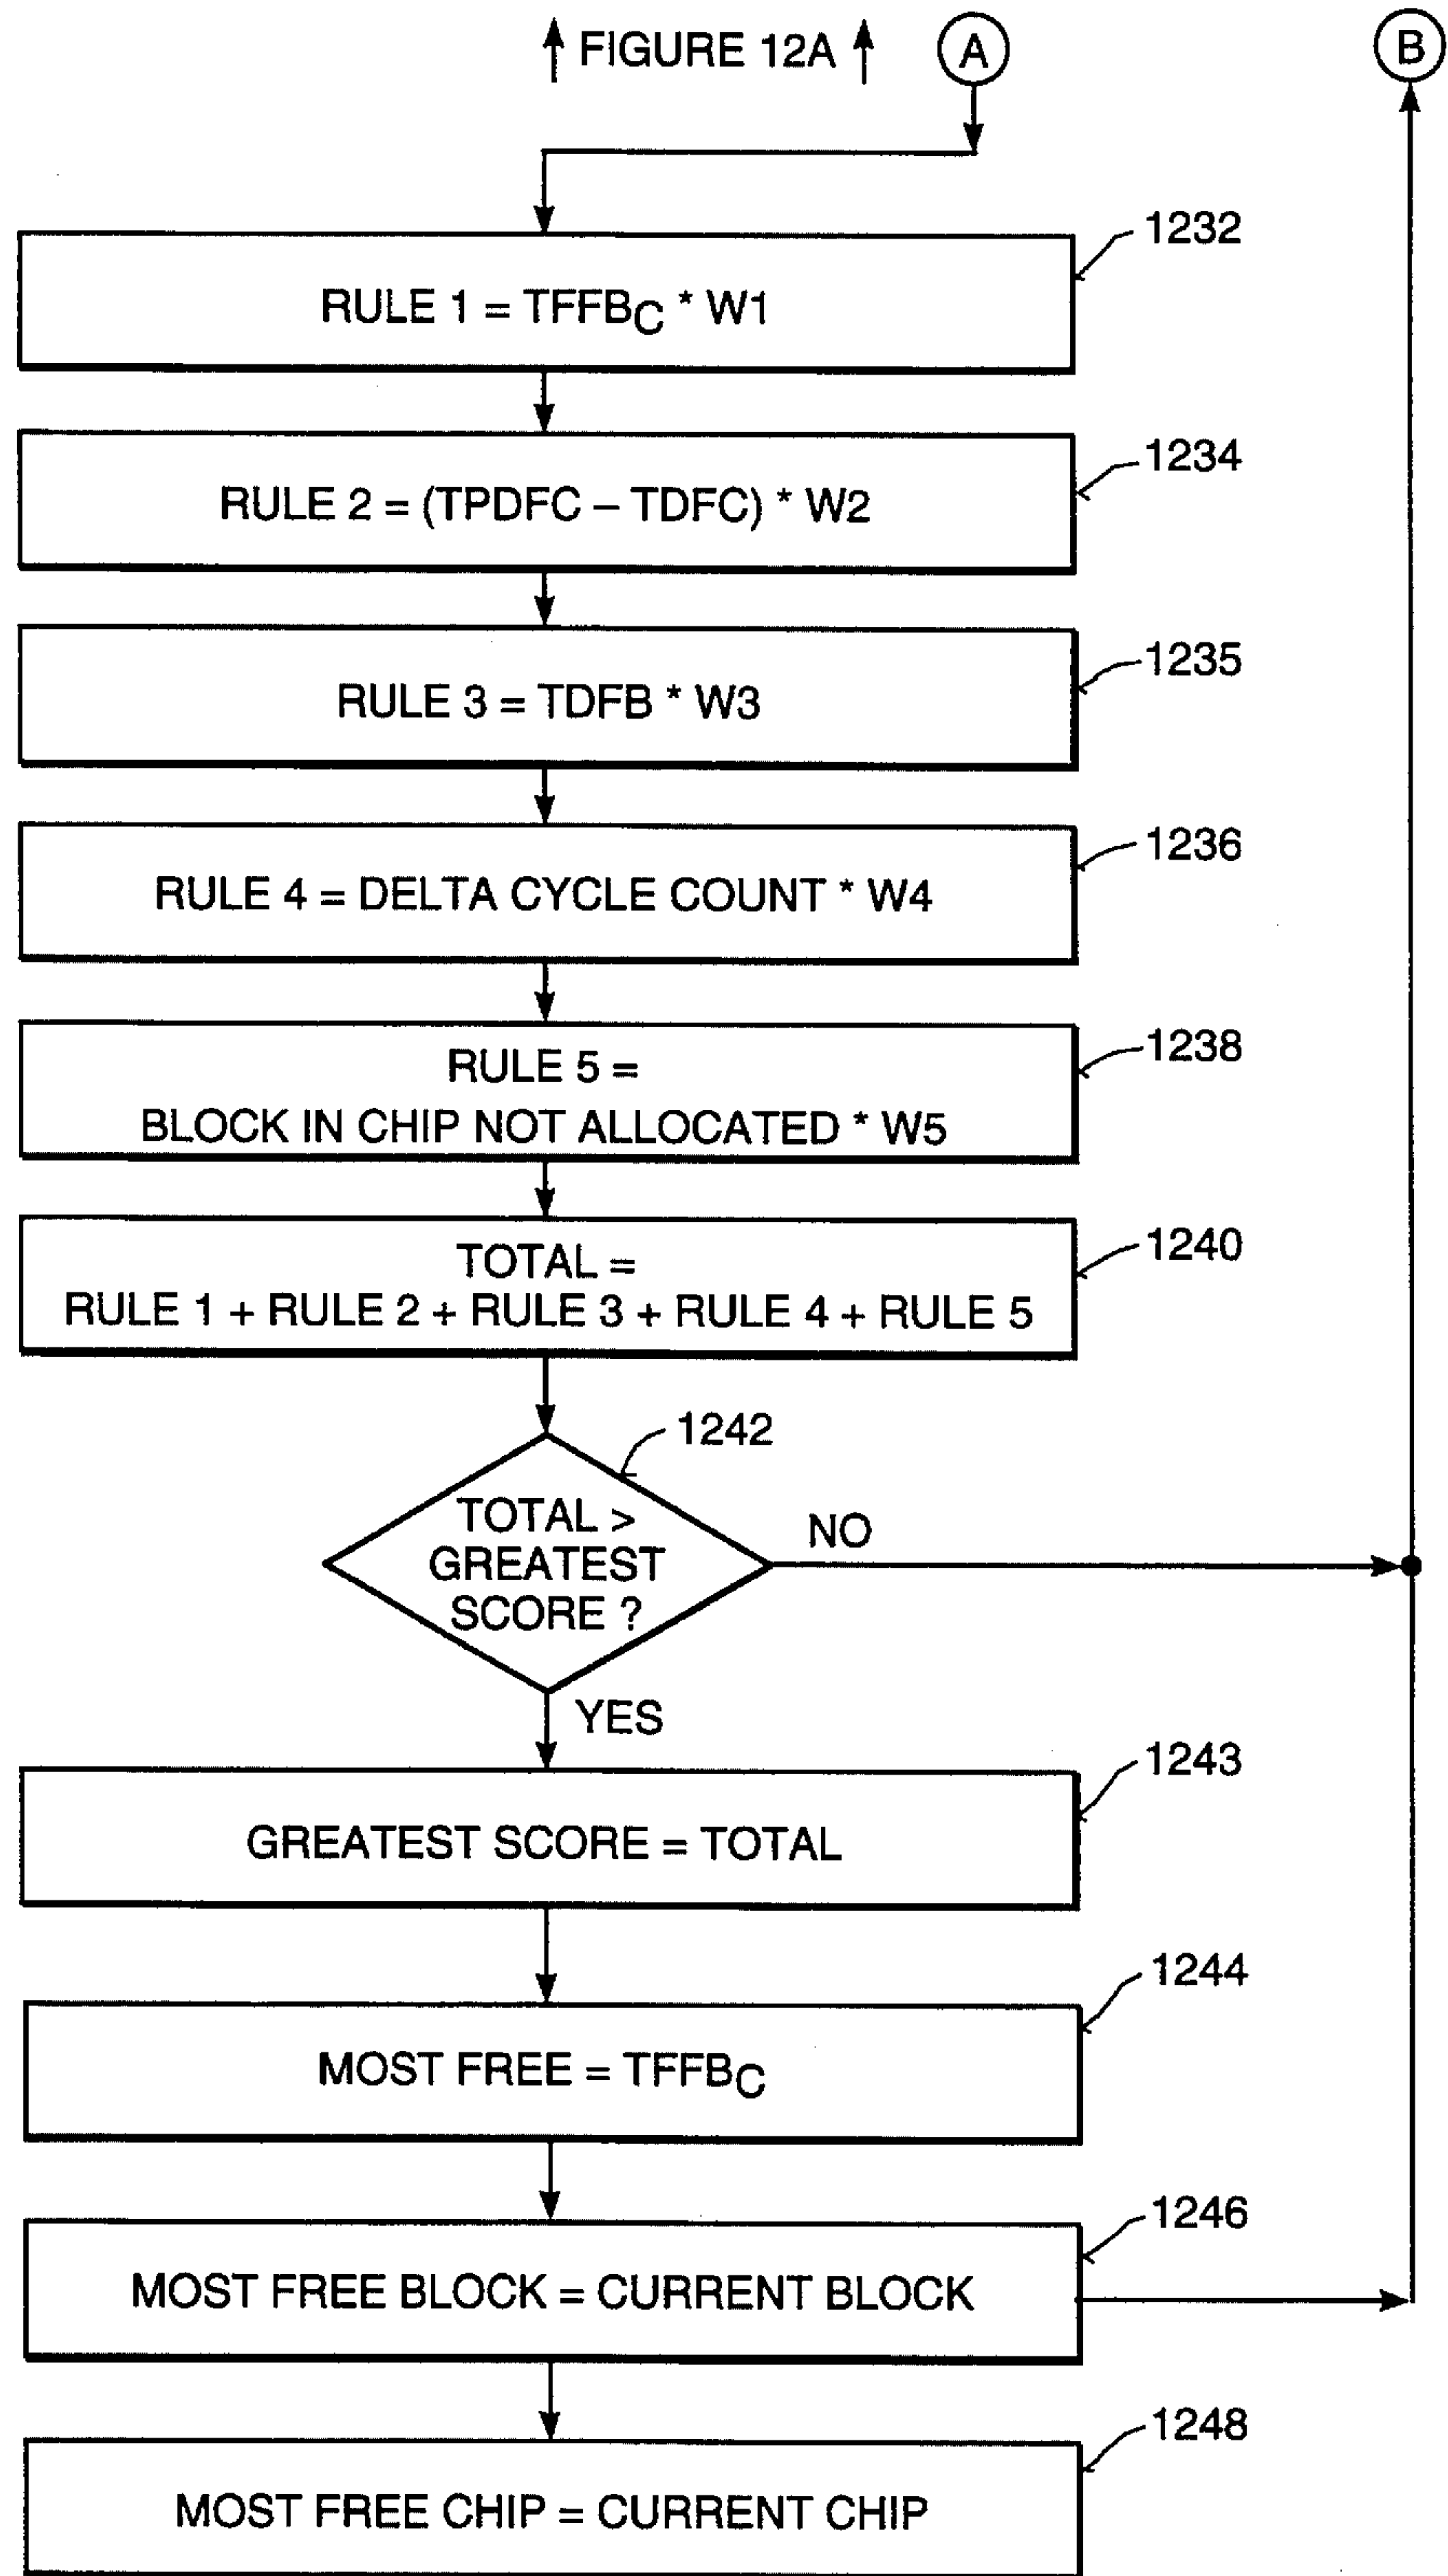 FIGURE 12A
A
B
1232
RULE 1 = TFFBC * W1
1234
RULE 2 = (TPDFC – TDFC) * W2
1235
RULE 3 = TDFB * W3
1236
RULE 4 = DELTA CYCLE COUNT * W4
1238
RULE 5 =
BLOCK IN CHIP NOT ALLOCATED * W5
1240
TOTAL =
RULE 1 + RULE 2 + RULE 3 + RULE 4 + RULE 5
1242
TOTAL >
GREATEST
SCORE ?
NO
YES
1243
GREATEST SCORE = TOTAL
1244
MOST FREE = TFFBC
1246
MOST FREE BLOCK = CURRENT BLOCK
1248
MOST FREE CHIP = CURRENT CHIP